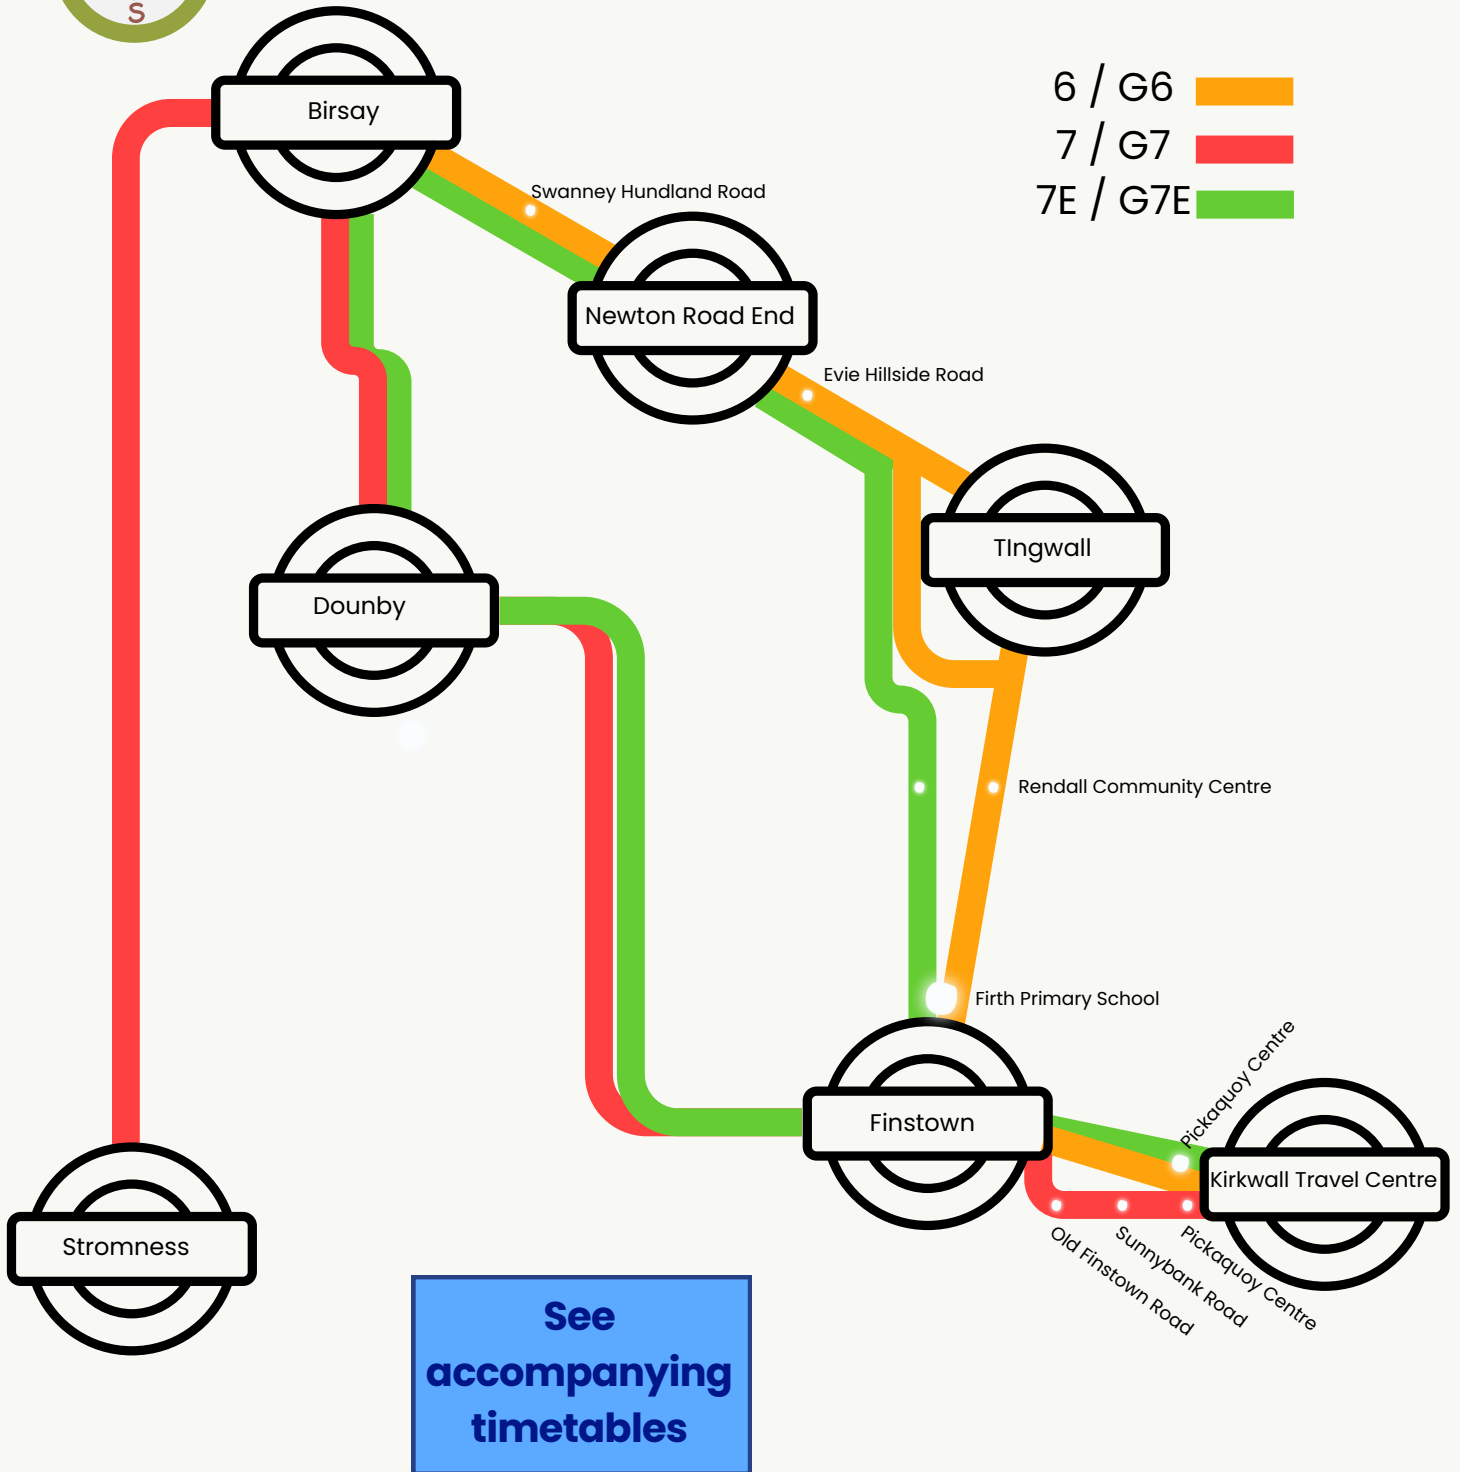 S
Birsay
6 / G6
7 / G7
7E / G7E
Swanney Hundland Road
Newton Road End
Evie Hillside Road
TIngwall
Dounby
Rendall Community Centre
Firth Primary School
Pickaquoy Centre
Finstown
Kirkwall Travel Centre
Old Finstown Road
Sunnybank Road
Pickaquoy Centre
Stromness
See
accompanying
timetables